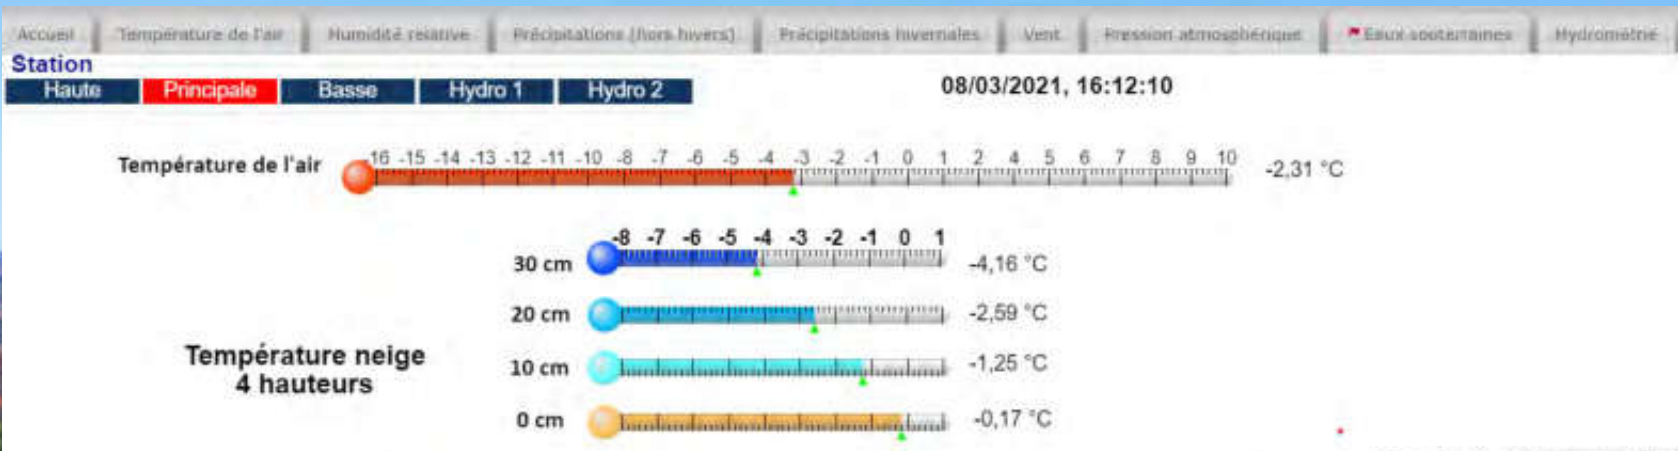 Accueil Température de l'air Humidité relative Précipitations (hors hivers) Précipitations hivernales Vent Pression atmosphérique Eaux souterraines Hydrométrie
Station
Haute Principale Basse Hydro 1 Hydro 2
08/03/2021, 16:12:10
Température de l'air
16 -15 -14 -13 -12 -11 -10 -8 -7 -6 -5 -4 -3 -2 -1 0 1 2 4 5 6 7 8 9 10
-2,31 °C
-8 -7 -6 -5 -4 -3 -2 -1 0 1
30 cm -4,16 °C
20 cm -2,59 °C
Température neige
4 hauteurs
10 cm -1,25 °C
0 cm -0,17 °C